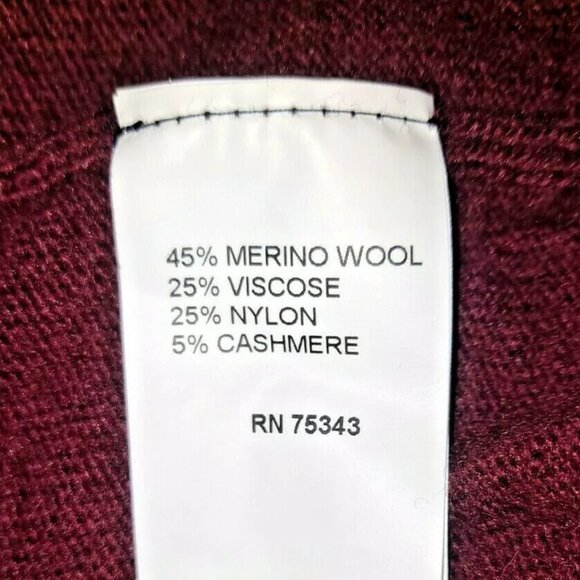 45% MERINO WOOL
25% VISCOSE
25% NYLON
5% CASHMERE
RN 75343